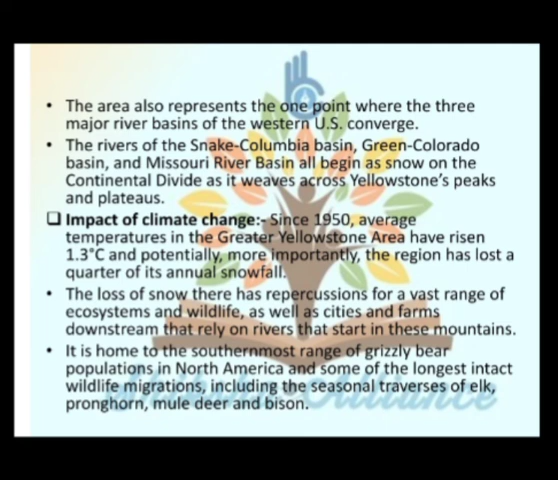 • The area also represents the one point where the three
major river basins of the western U.S. converge.
• The rivers of the Snake-Columbia basin, Green-Colorado
basin, and Missouri River Basin all begin as snow on the
Continental Divide as it weaves across Yellowstone's peaks
and plateaus.
❑ Impact of climate change:- Since 1950, average
temperatures in the Greater Yellowstone Area have risen
1.3°C and potentially, more importantly, the region has lost a
quarter of its annual snowfall.
• The loss of snow there has repercussions for a vast range of
ecosystems and wildlife, as well as cities and farms
downstream that rely on rivers that start in these mountains.
• It is home to the southernmost range of grizzly bear
populations in North America and some of the longest intact
wildlife migrations, including the seasonal traverses of elk,
pronghorn, mule deer and bison.